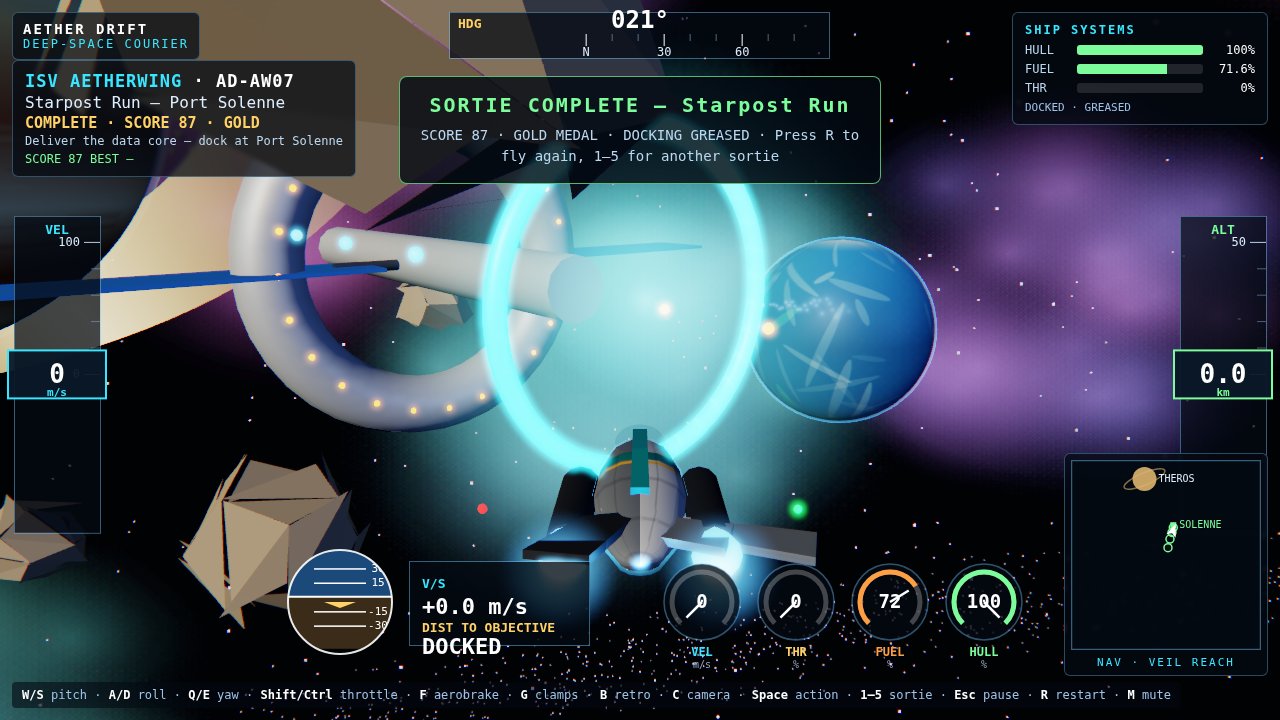 AETHER DRIFT
DEEP-SPACE COURIER
ISV AETHERWING · AD-AW07
Starpost Run — Port Solenne
COMPLETE · SCORE 87 · GOLD
Deliver the data core — dock at Port Solenne
SCORE 87 BEST —
HDG
021°
N 30 60
SORTIE COMPLETE — Starpost Run
SCORE 87 · GOLD MEDAL · DOCKING GREASED · Press R to
fly again, 1–5 for another sortie
SHIP SYSTEMS
HULL 100%
FUEL 71.6%
THR 0%
DOCKED · GREASED
VEL
100
0
m/s
ALT
50
0.0
km
THEROS
SOLENNE
NAV · VEIL REACH
15
-15
-30
V/S
+0.0 m/s
DIST TO OBJECTIVE
DOCKED
0
VEL
m/s
0
THR
%
72
FUEL
%
100
HULL
%
W/S pitch · A/D roll · Q/E yaw · Shift/Ctrl throttle · F aerobrake · G clamps · B retro · C camera · Space action · 1–5 sortie · Esc pause · R restart · M mute